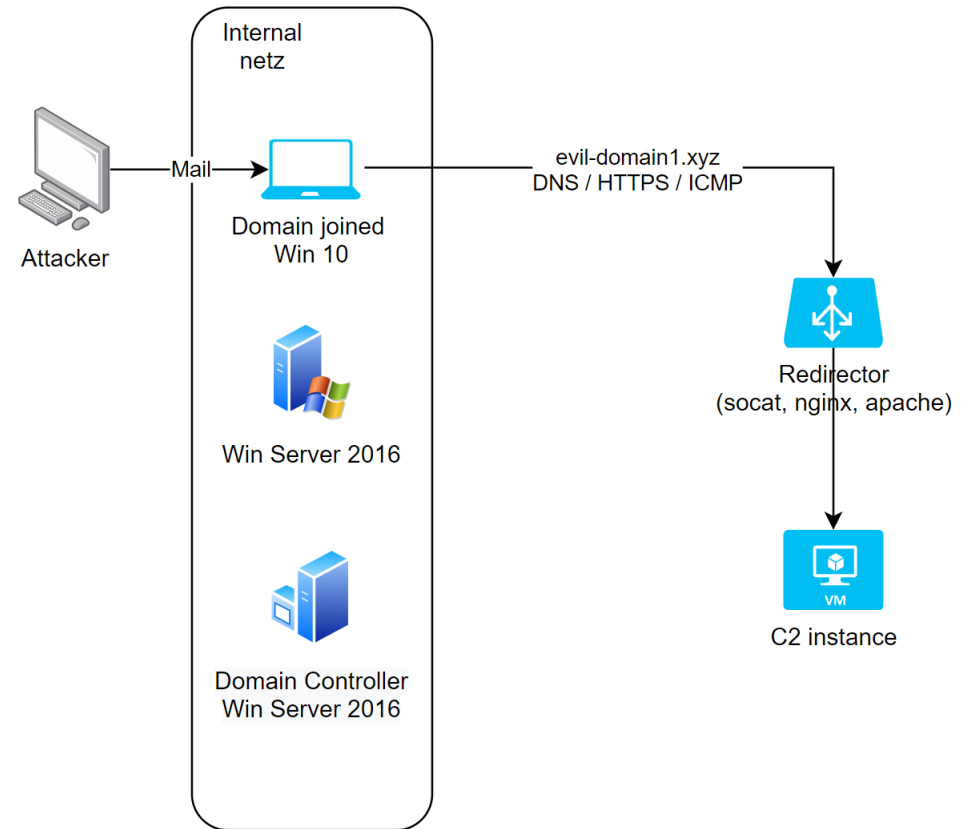 Internal
netz
Mail
evil-domain1.xyz
DNS / HTTPS / ICMP
Attacker
Domain joined
Win 10
Redirector
(socat, nginx, apache)
Win Server 2016
VM
C2 instance
Domain Controller
Win Server 2016